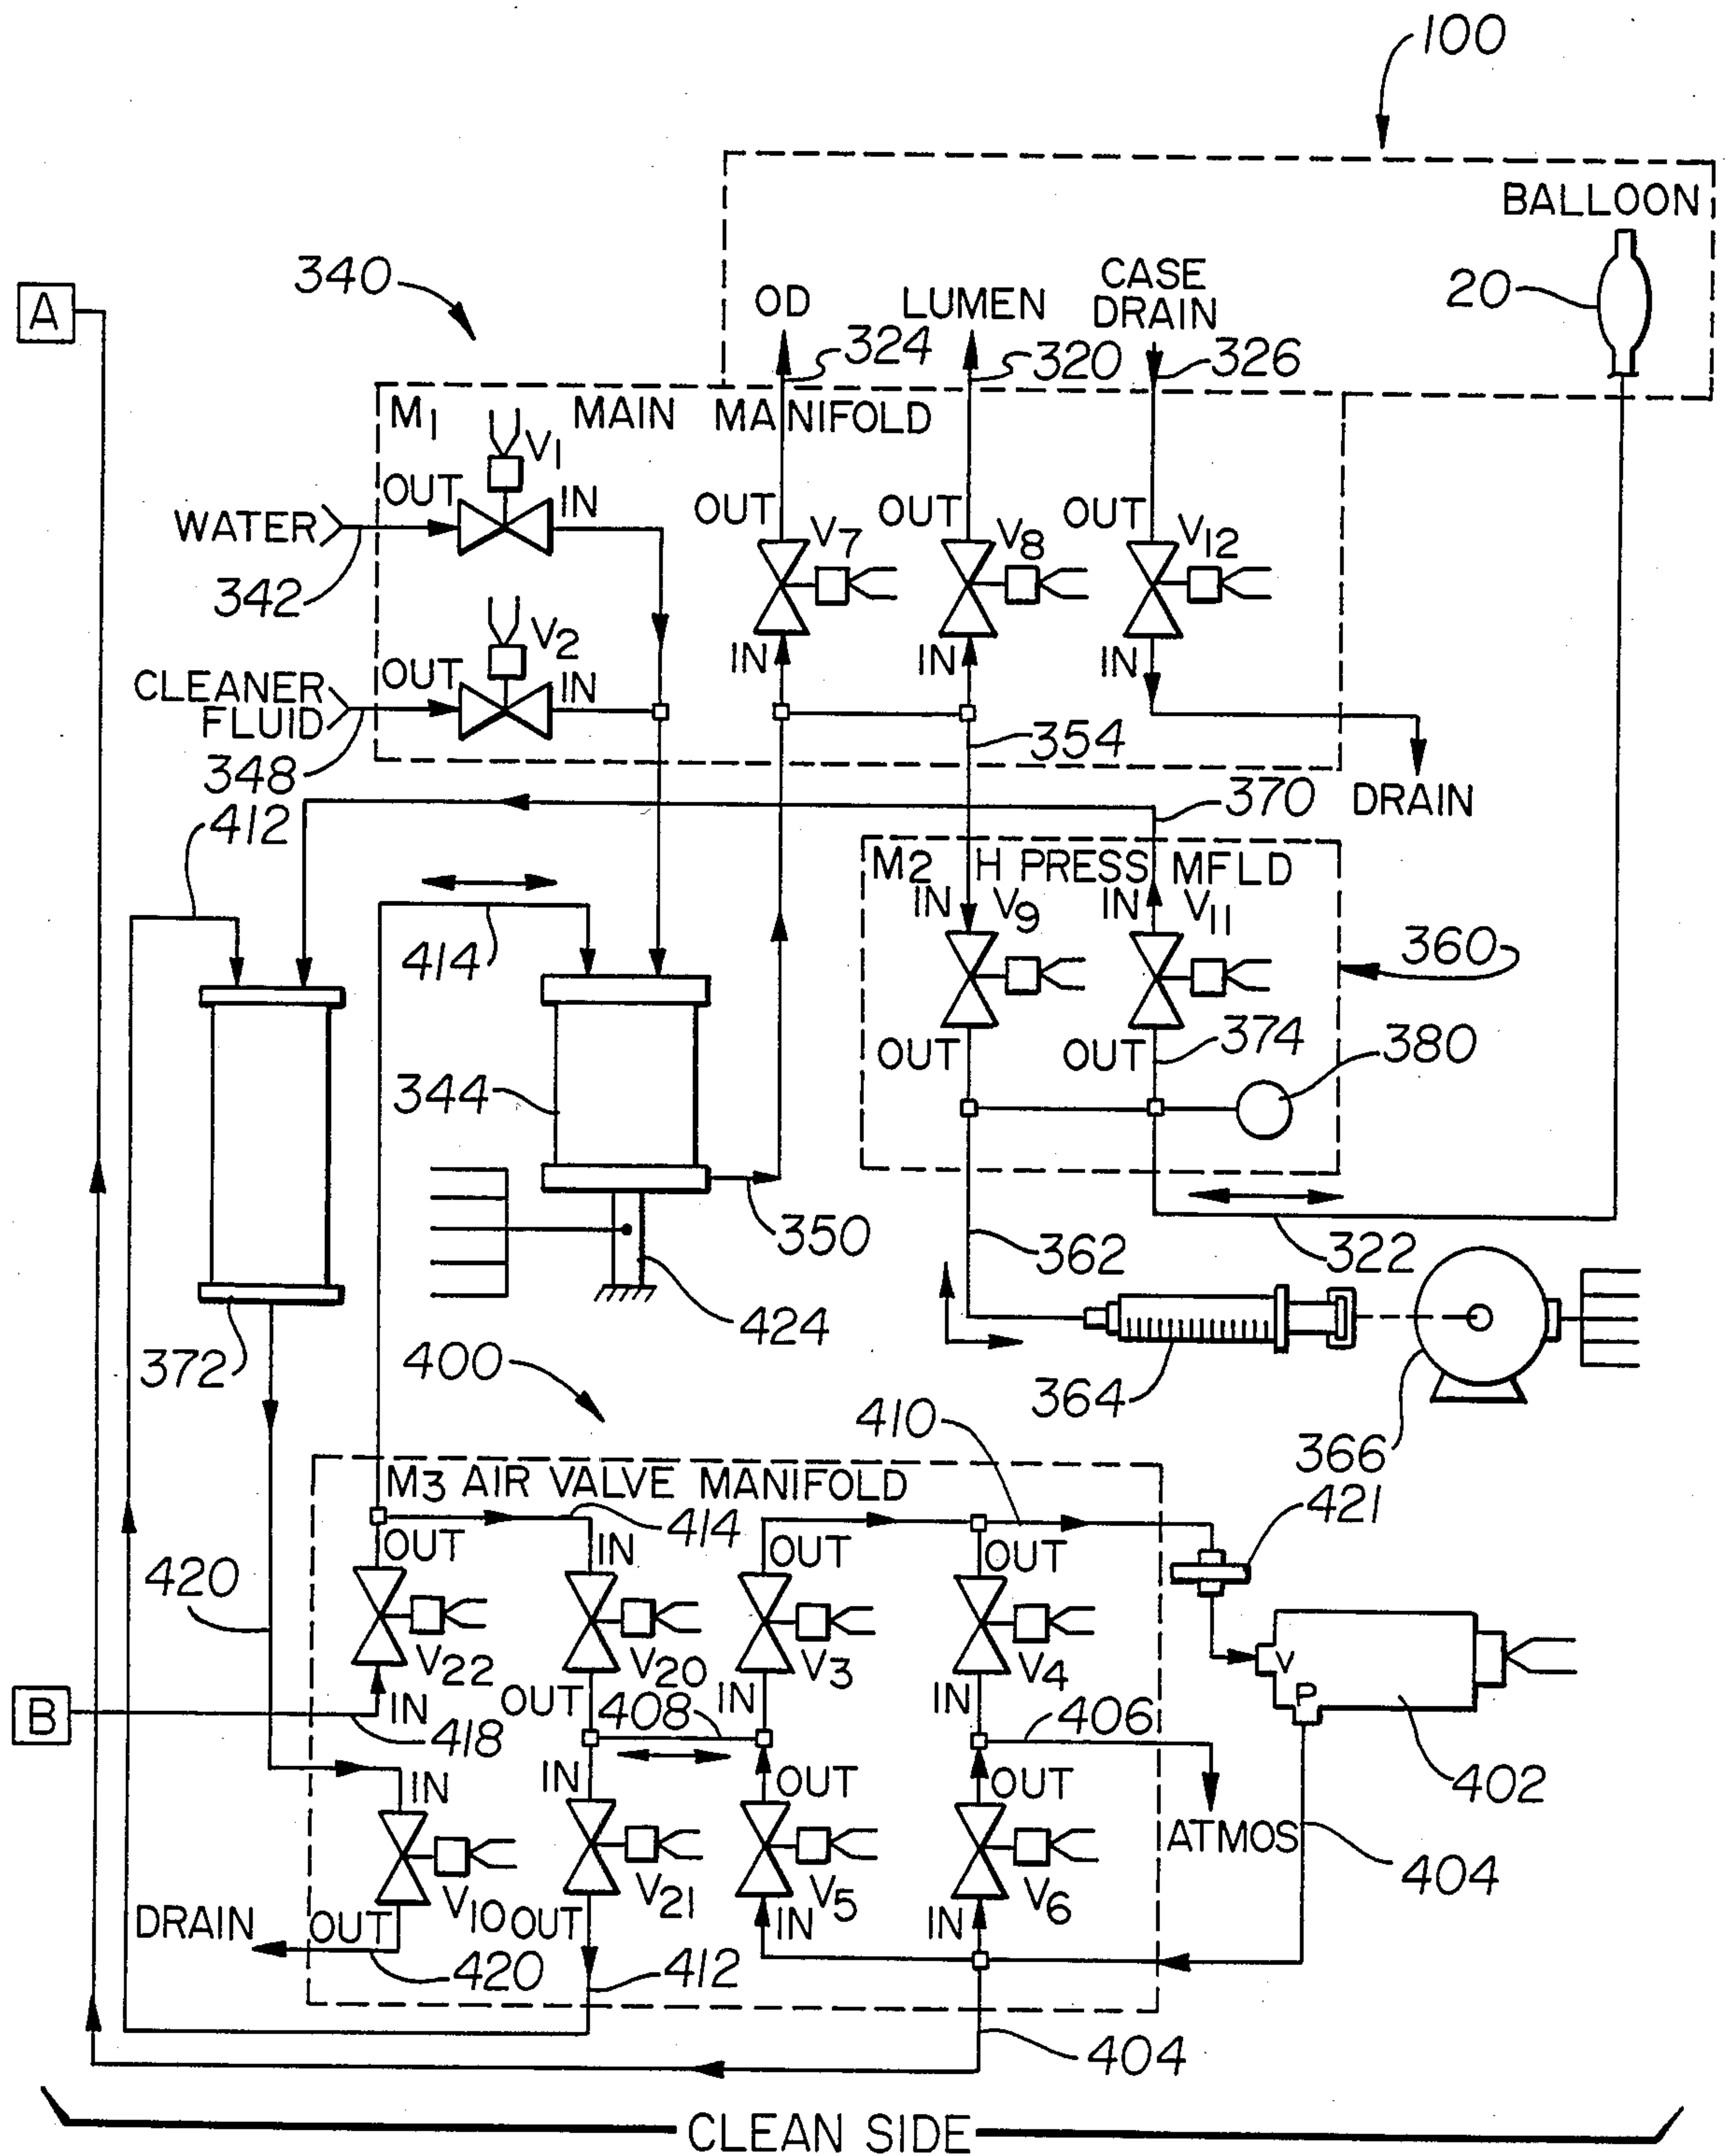 100
BALLOON
340
20
A
OD
LUMEN
CASE
DRAIN
324
320
326
M1 MAIN MANIFOLD
V1
OUT
IN
WATER
OUT
OUT
OUT
V7
V8
V12
342
V2
OUT
IN
IN
IN
IN
CLEANER
FLUID
348
354
412
370
DRAIN
M2 H PRESS MFLD
IN
V9
IN
V11
414
360
OUT
OUT
374
380
344
350
362
322
372
424
364
400
410
366
M3 AIR VALVE MANIFOLD
421
414
OUT
IN
OUT
OUT
420
V22
V20
V3
V4
V
P
B
IN
418
OUT
408
IN
IN
406
402
IN
IN
OUT
OUT
ATMOS
404
DRAIN
OUT
V10
OUT
V21
IN
V5
IN
V6
420
412
404
CLEAN SIDE